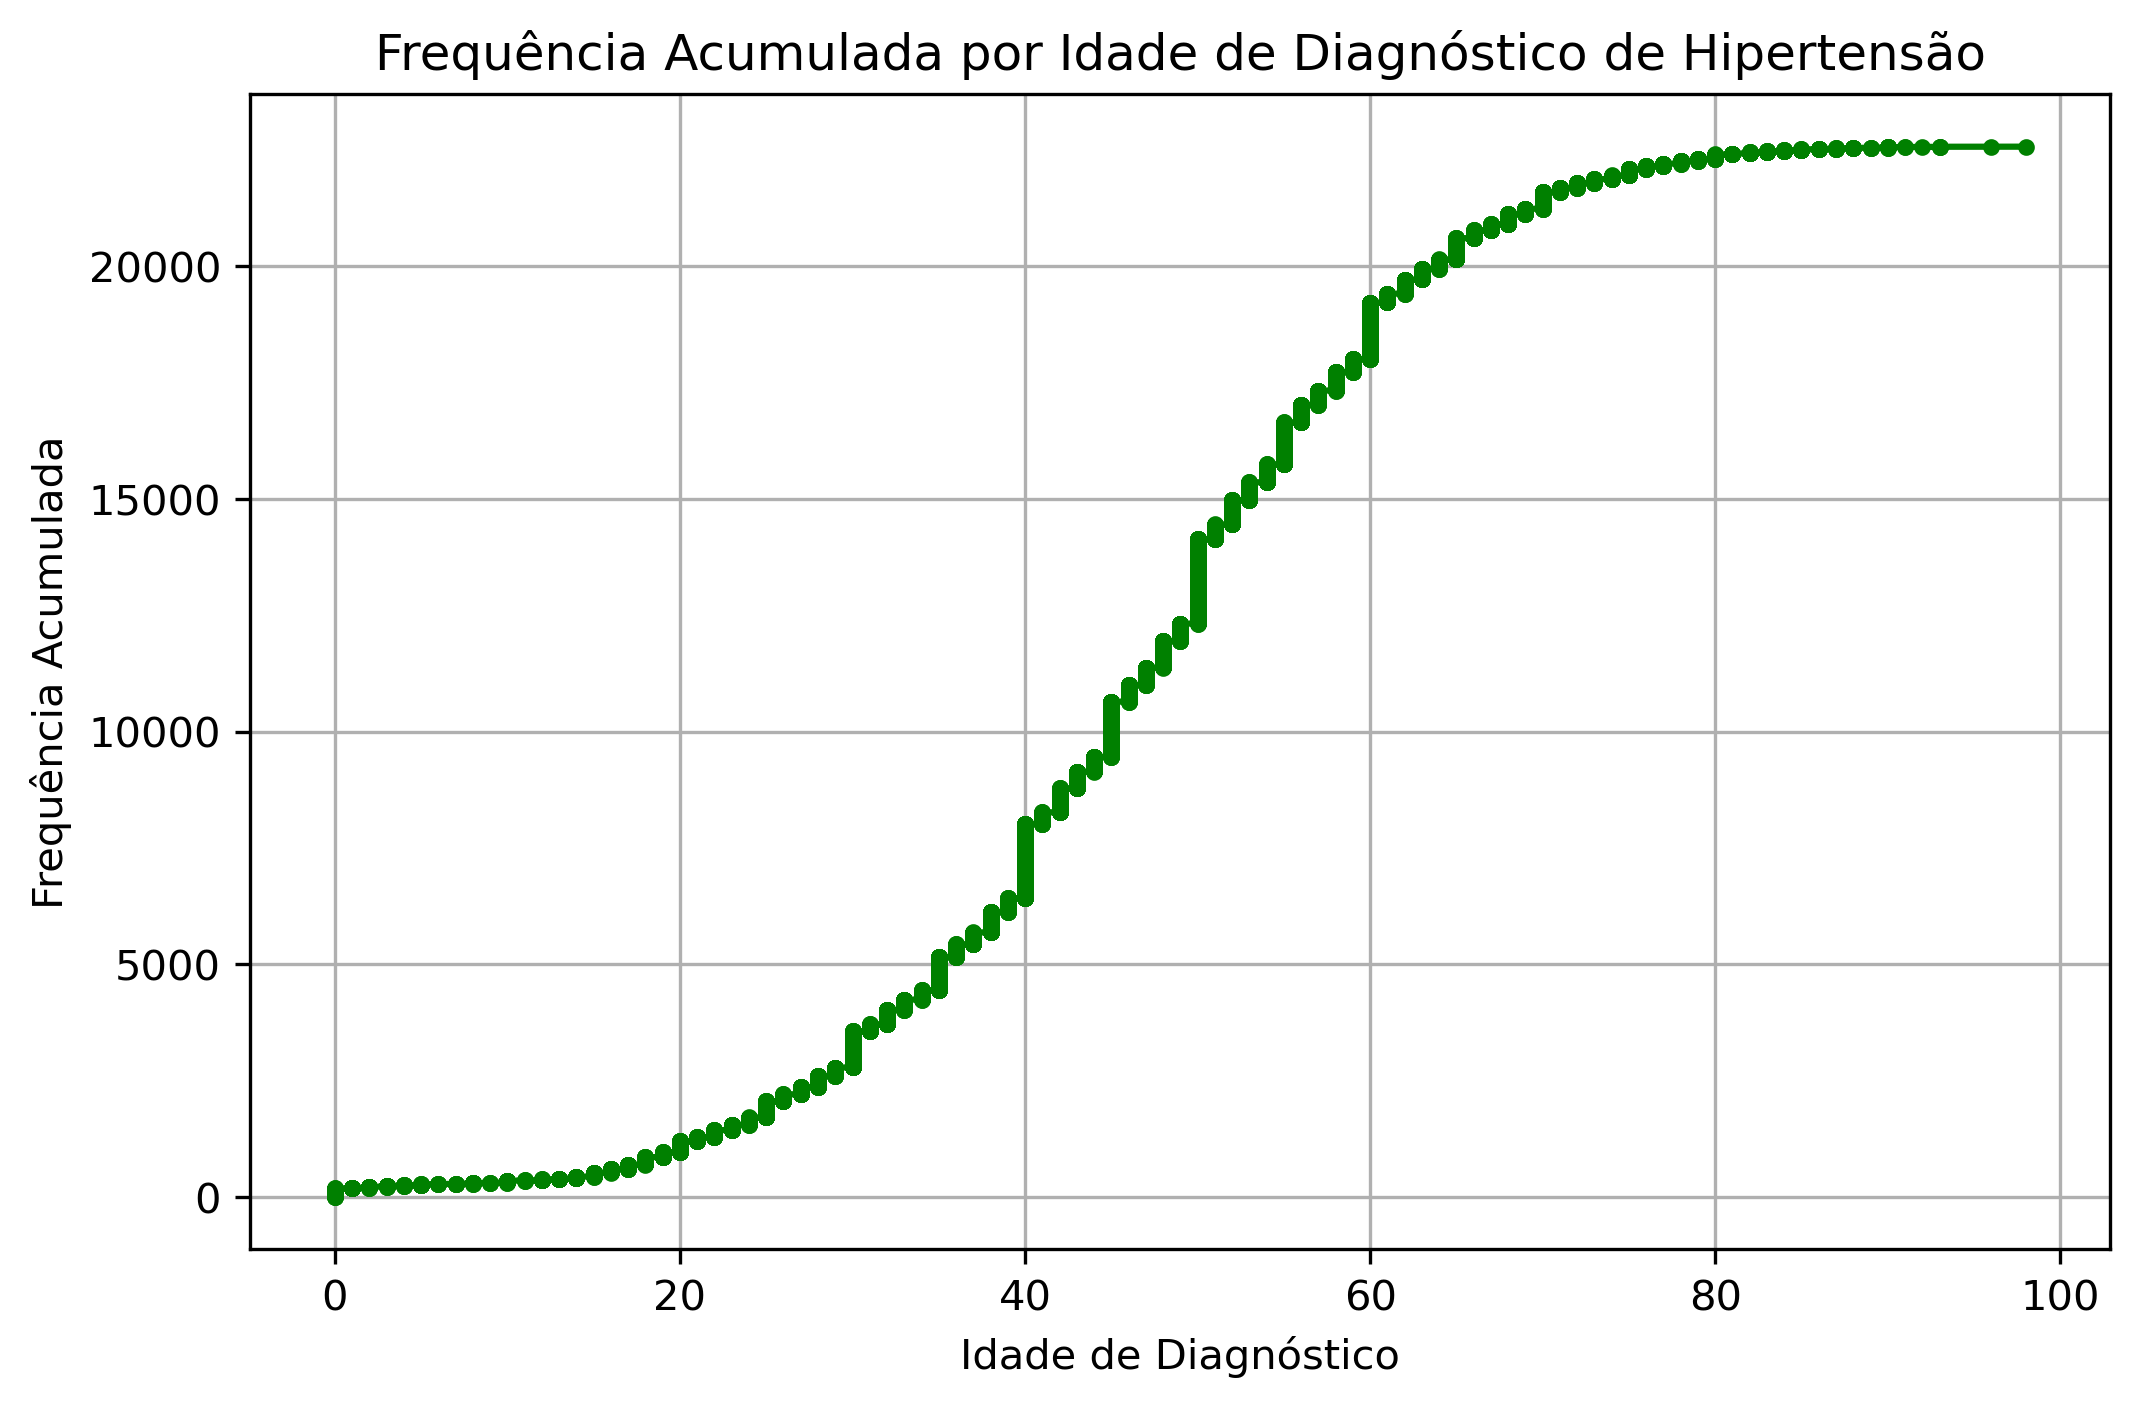 Frequência Acumulada por Idade de Diagnóstico de Hipertensão
Frequência Acumulada
20000
15000
10000
5000
0
0 20 40 60 80 100
Idade de Diagnóstico